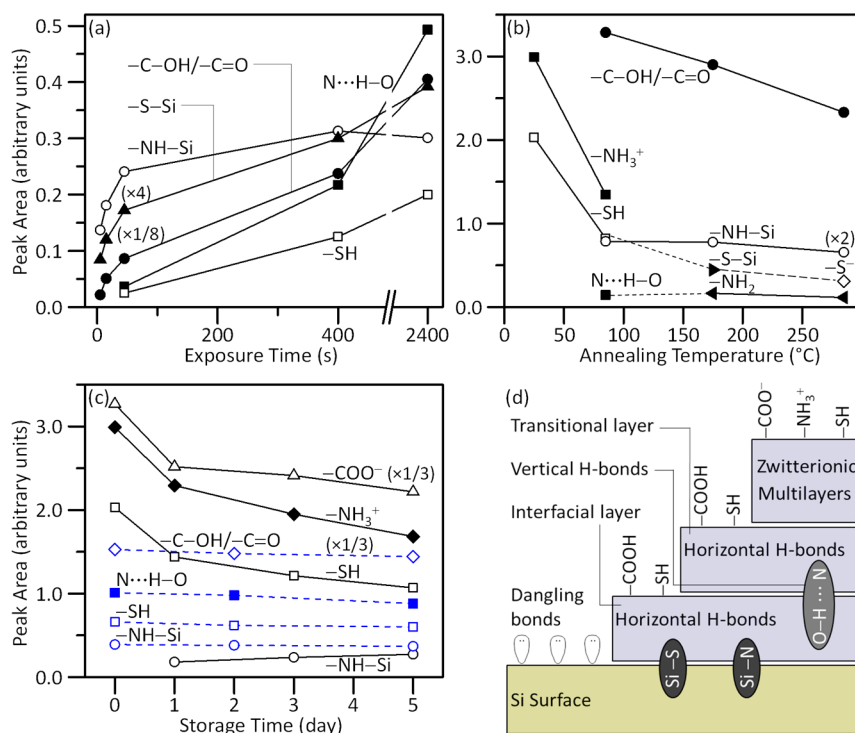 (a)
0.5
0.4
0.3
0.2
0.1
0.0
Peak Area (arbitrary units)
–C–OH/–C=O
–S–Si
–NH–Si
N⋯H–O
(×4)
(×1/8)
–SH
0
200
400
2400
Exposure Time (s)
(b)
3.0
2.0
1.0
0.0
Peak Area (arbitrary units)
–C–OH/–C=O
–NH₃⁺
–SH
–NH–Si
(×2)
–S–Si
–S⁻
N⋯H–O
–NH₂
0
50
100
150
200
250
Annealing Temperature (°C)
(c)
3.0
2.0
1.0
0.0
Peak Area (arbitrary units)
–COO⁻ (×1/3)
–NH₃⁺
–C–OH/–C=O
(×1/3)
–SH
N⋯H–O
–SH
–NH–Si
–NH–Si
0
1
2
3
4
5
Storage Time (day)
(d)
Transitional layer
Vertical H-bonds
Interfacial layer
Dangling
bonds
–COO⁻
–NH₃⁺
–SH
Zwitterionic
Multilayers
–COOH
–SH
Horizontal H-bonds
–COOH
–SH
Horizontal H-bonds
O–H ⋯ N
Si –S
Si –N
Si Surface